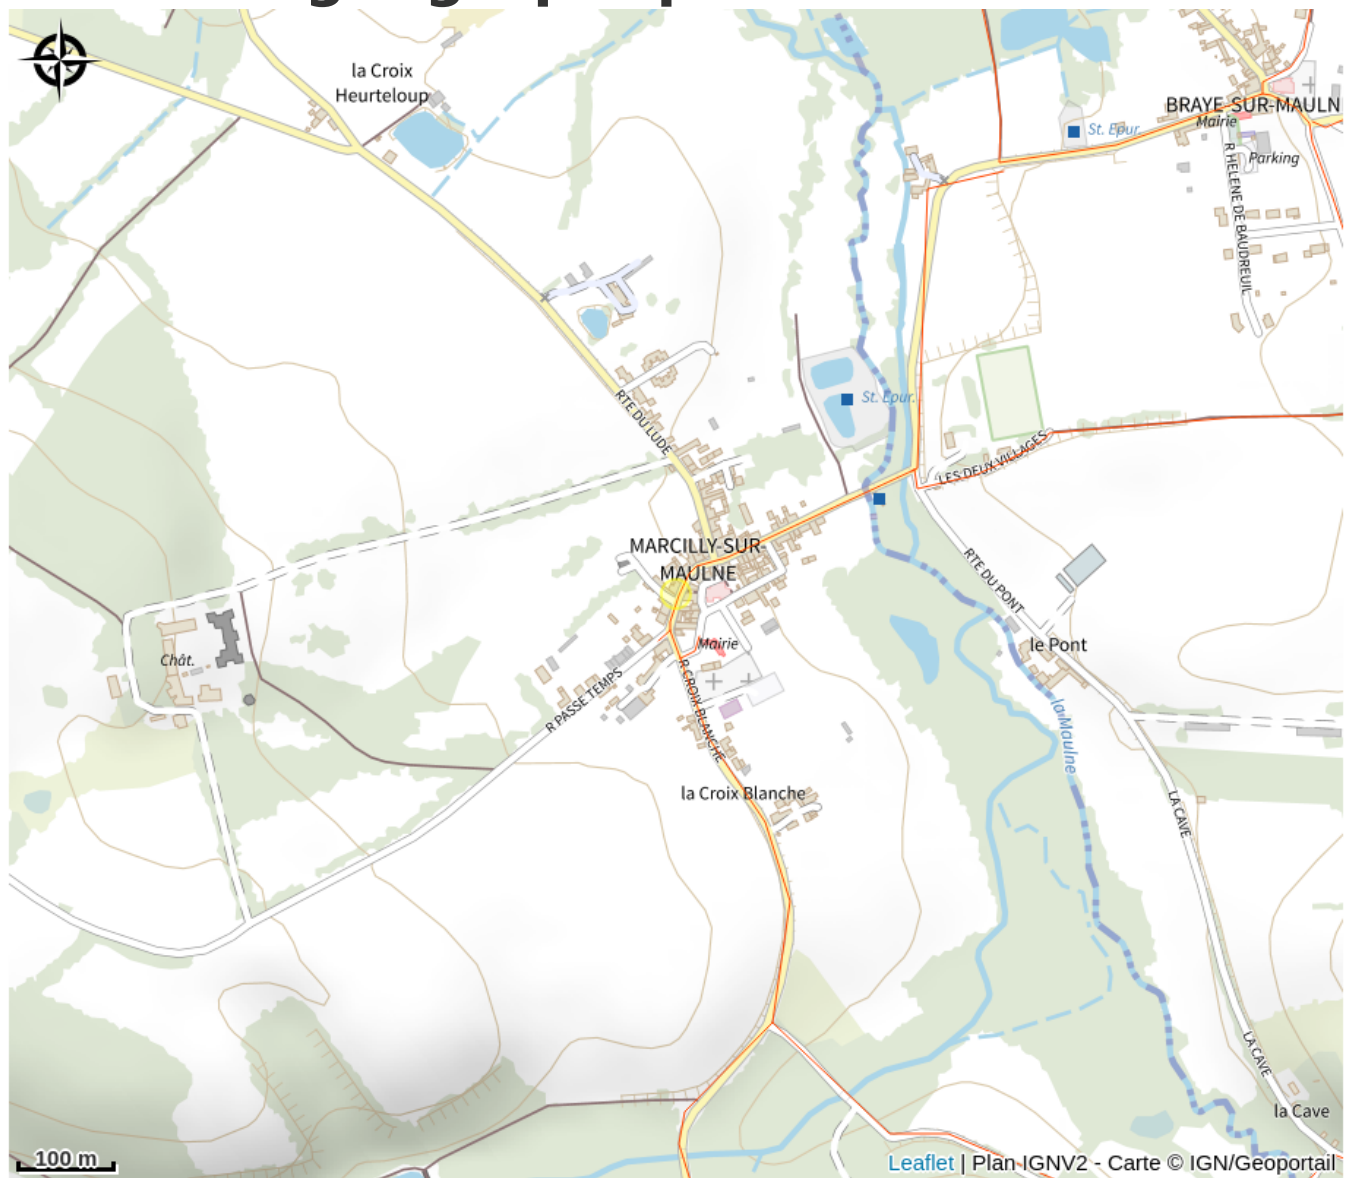 la Croix
Heurteloup
BRAYE-SUR-MAULN
Mairie
St. Epur.
Parking
R HELENE DE BAUDREUIL
RTE DU LUDE
St. Epur.
LES DEUX VILLAGES
MARCILLY-SUR-
MAULNE
RTE DU PONT
le Pont
Mairie
Chât.
R PASSE TEMPS
R CROIX BLANCHE
la Maulne
la Croix Blanche
LA CAVE
LA CAVE
la Cave
100 m
Leaflet | Plan IGNV2 - Carte © IGN/Geoportail